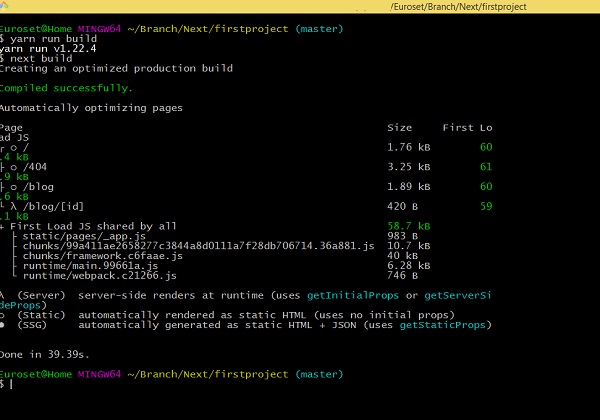 /Euroset/Branch/Next/firstproject
Euroset@Home MINGW64 ~/Branch/Next/firstproject (master)
$ yarn run build
yarn run v1.22.4
$ next build
Creating an optimized production build
Compiled successfully.
Automatically optimizing pages
Page Size First Lo
ad JS
┌ ○ / 1.76 kB 60
.4 kB
├ ○ /404 3.25 kB 61
.9 kB
├ ○ /blog 1.89 kB 60
.6 kB
└ λ /blog/[id] 420 B 59
.1 kB
+ First Load JS shared by all 58.7 kB
├ static/pages/_app.js 983 B
├ chunks/99a411ae2658277c3844a8d0111a7f28db706714.36a881.js 10.7 kB
├ chunks/framework.c6faae.js 40 kB
├ runtime/main.99661a.js 6.28 kB
└ runtime/webpack.c21266.js 746 B
λ (Server) server-side renders at runtime (uses getInitialProps or getServerSi
deProps)
○ (Static) automatically rendered as static HTML (uses no initial props)
● (SSG) automatically generated as static HTML + JSON (uses getStaticProps)
Done in 39.39s.
Euroset@Home MINGW64 ~/Branch/Next/firstproject (master)
$